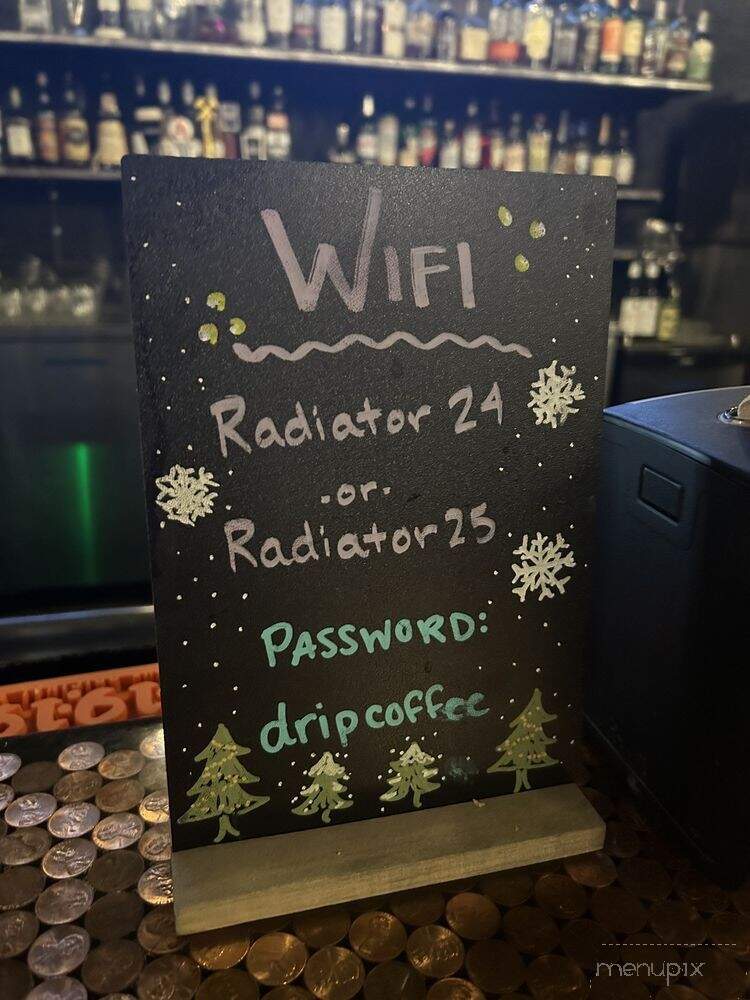 WIFI
Radiator 24
-or-
Radiator 25
PASSWORD:
dripcoffee
menupix